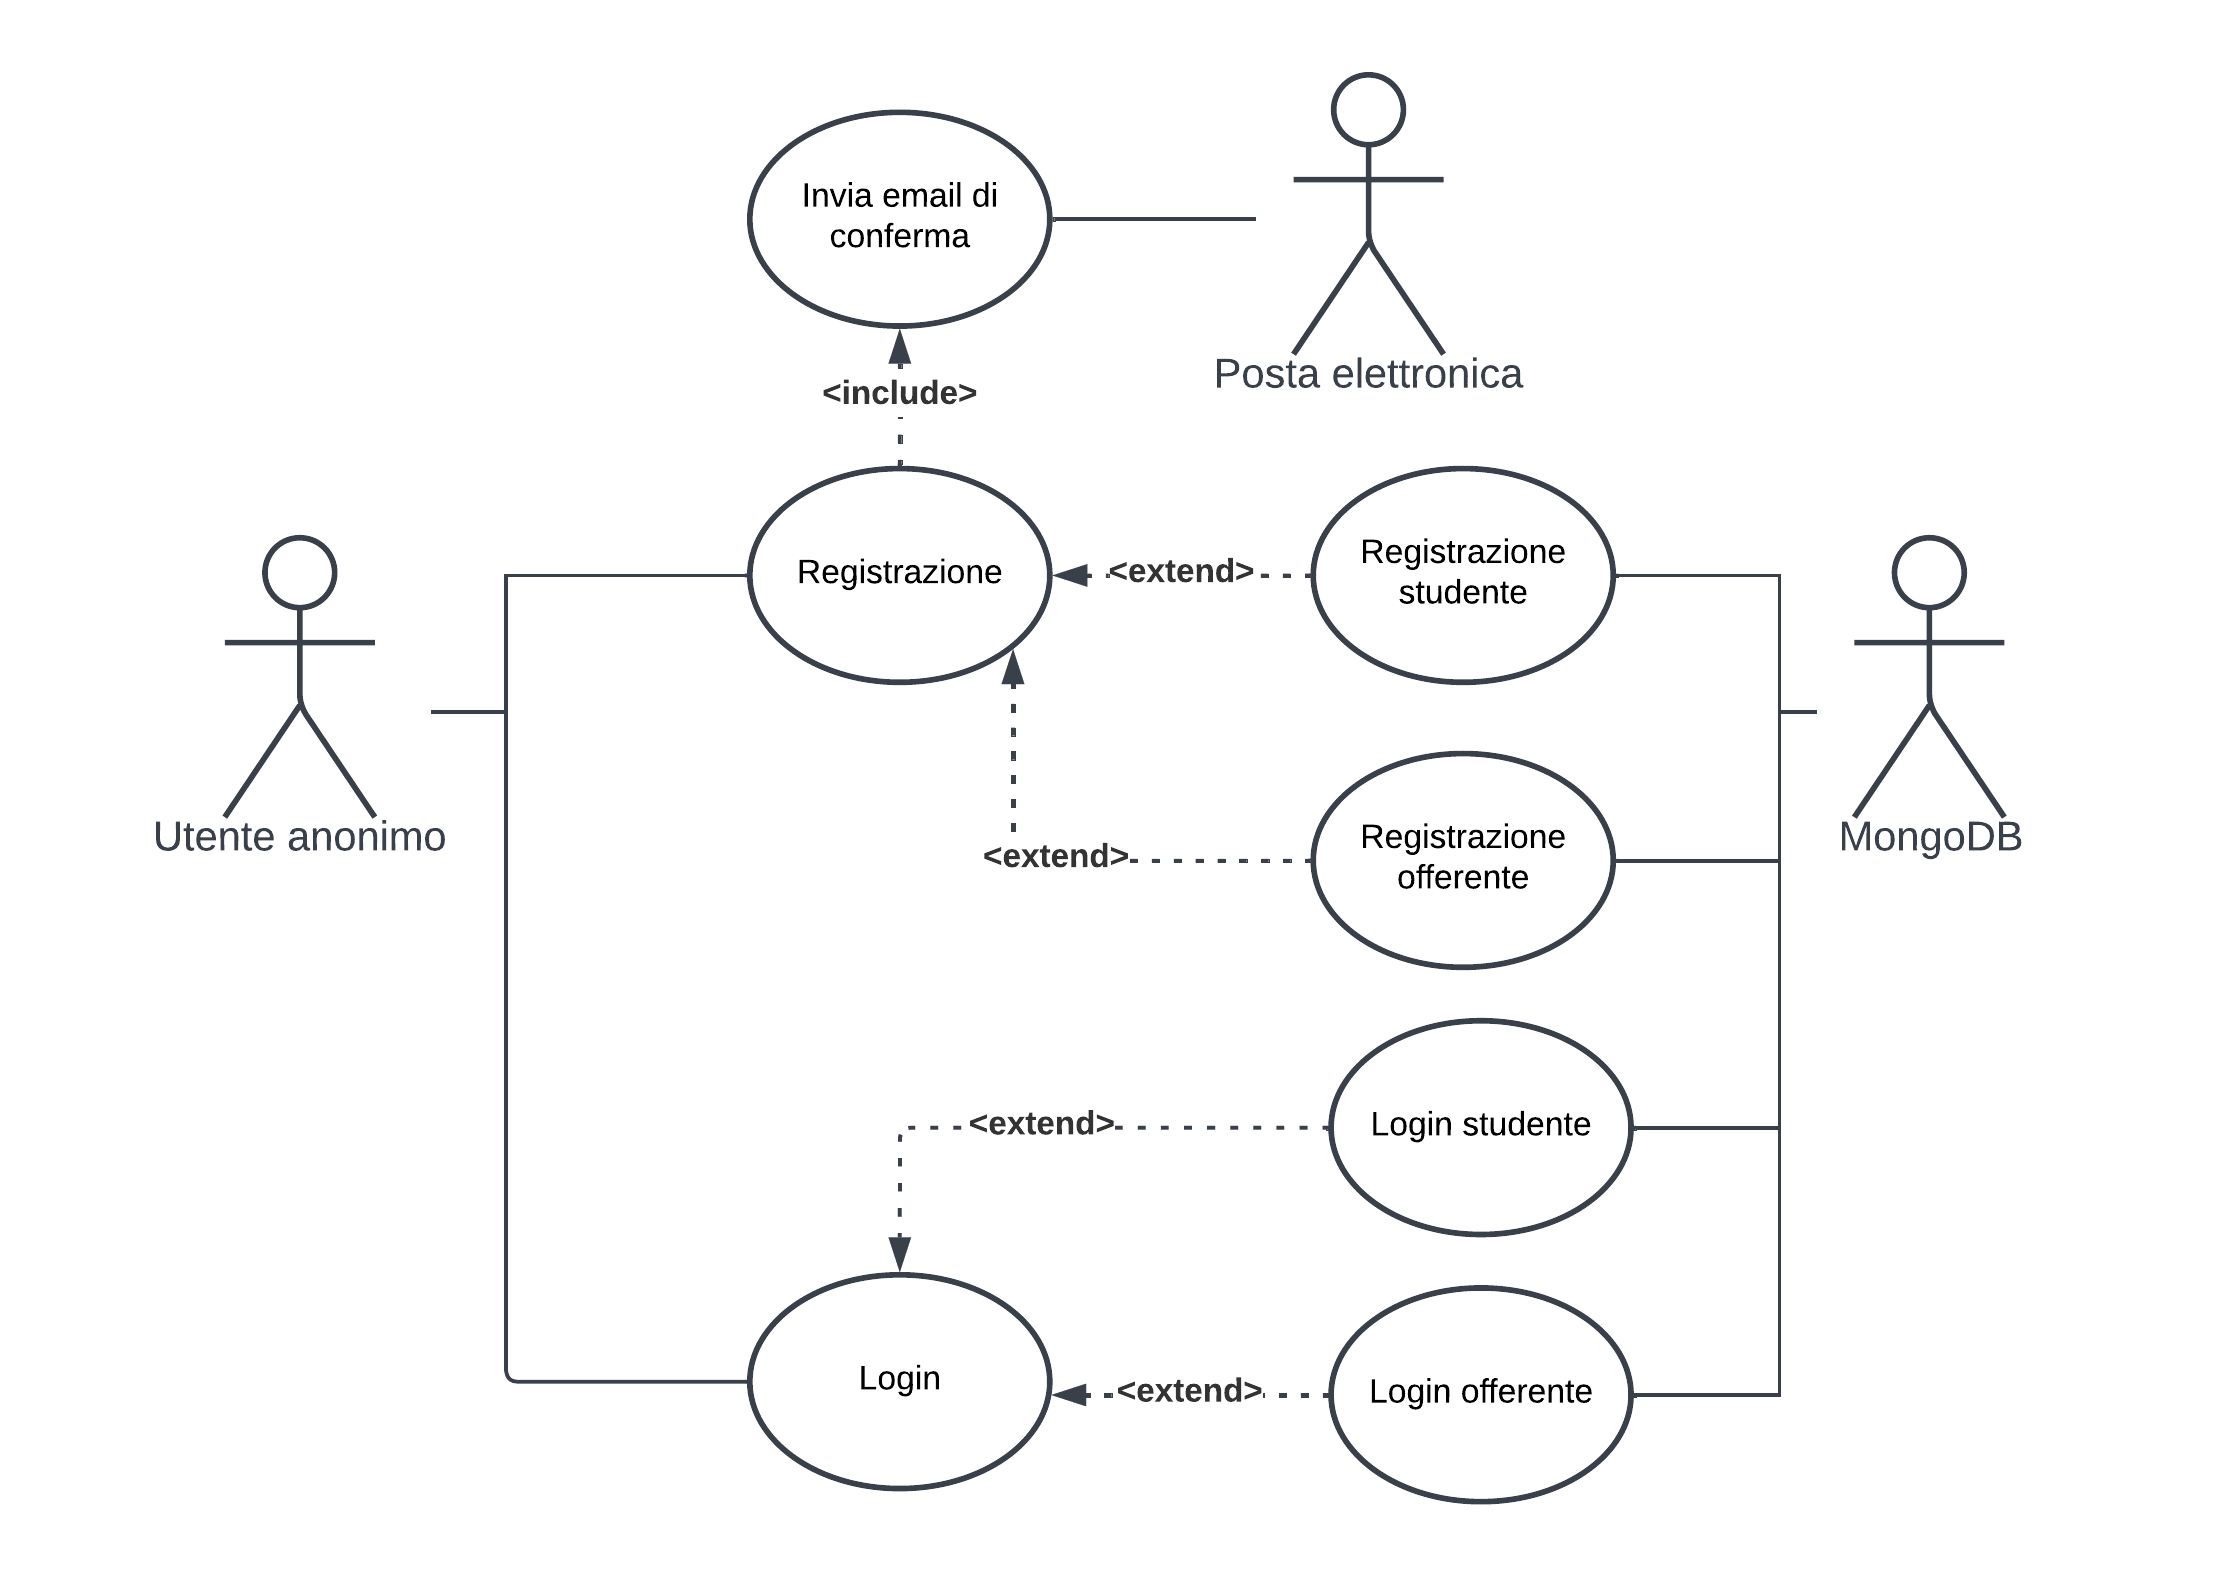 Invia email di
conferma
Posta elettronica
<include>
Registrazione
<extend>
Registrazione
studente
Utente anonimo
MongoDB
<extend>
Registrazione
offerente
<extend>
Login studente
Login
<extend>
Login offerente